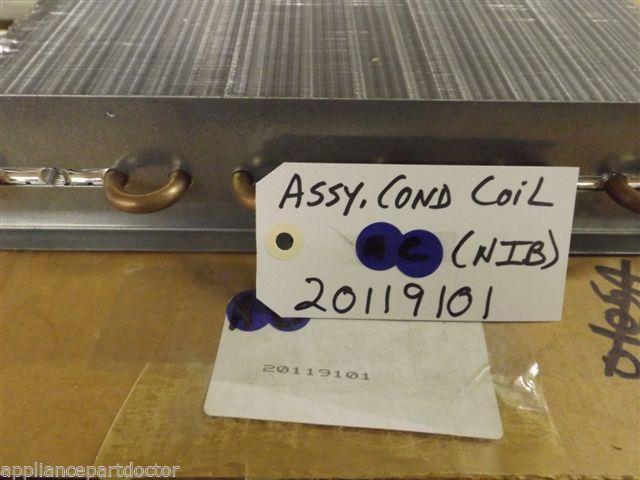 ASSY, COND COIL
A C (NIB)
20119101
20119101
appliancepartdoctor